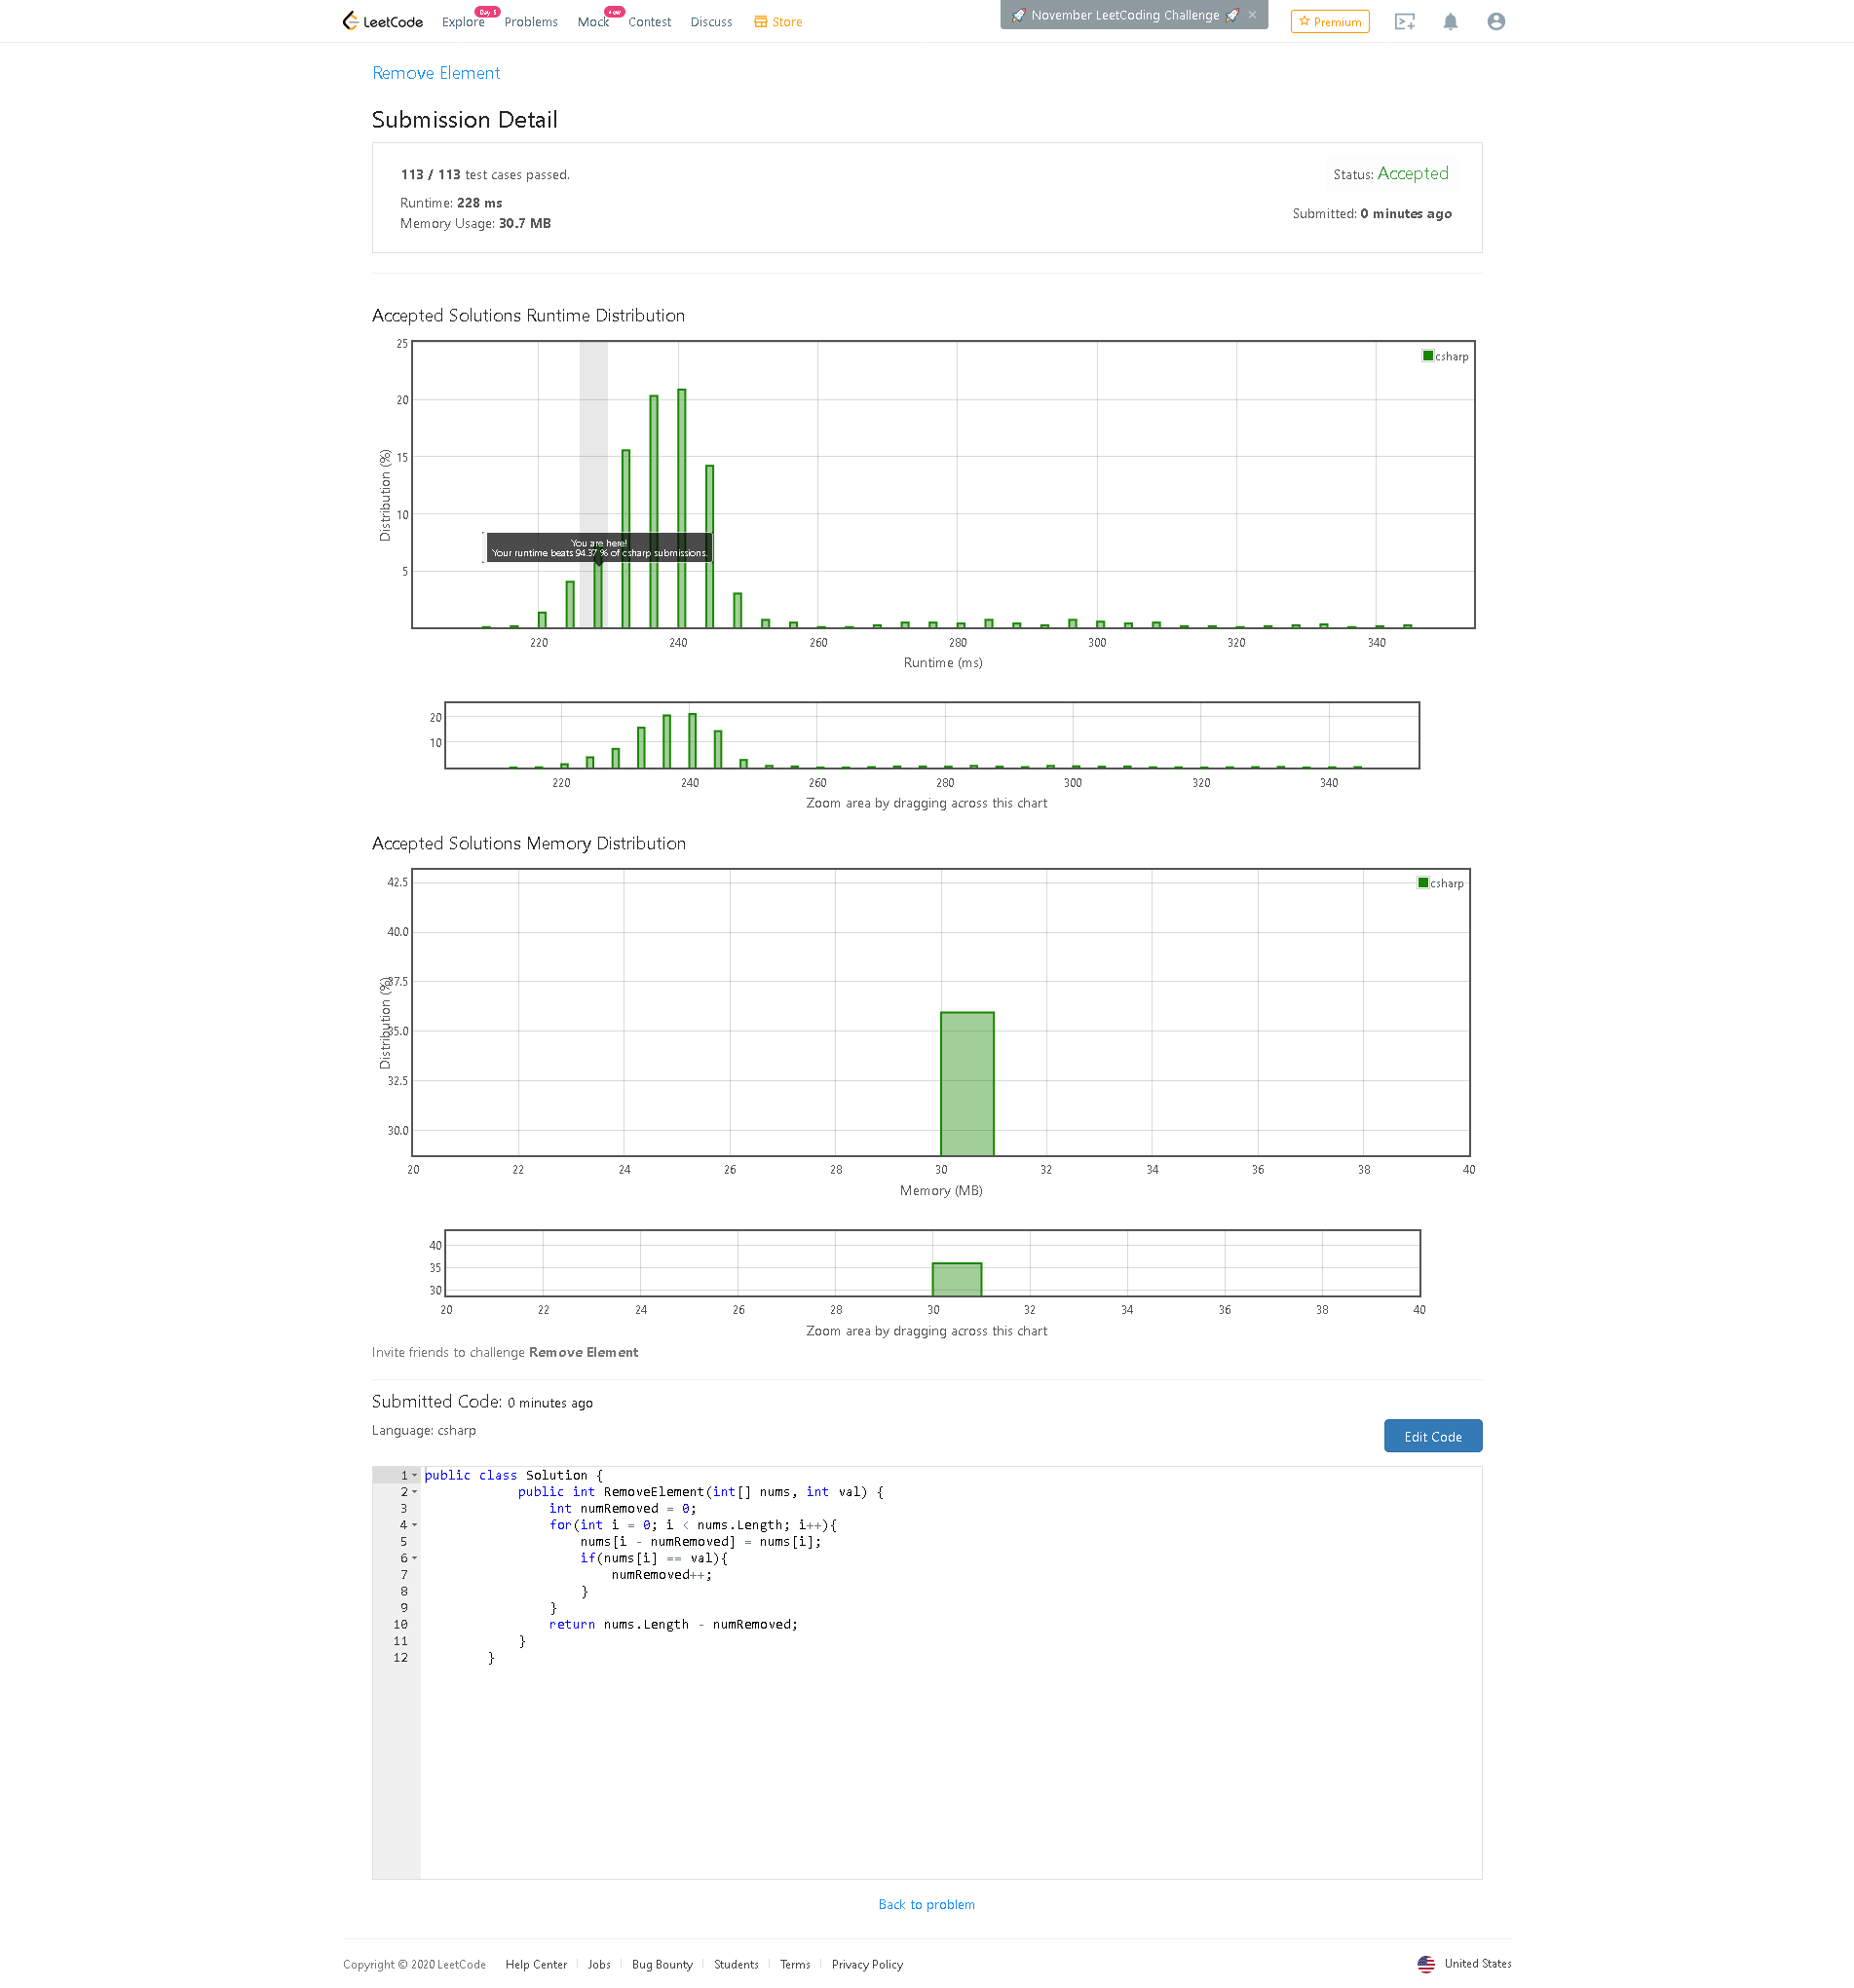 LeetCode Explore Day 5 Problems Mock New Contest Discuss Store 🚀 November LeetCoding Challenge 🚀 × Premium
Remove Element
Submission Detail
113 / 113 test cases passed.
Status: Accepted
Runtime: 228 ms
Memory Usage: 30.7 MB
Submitted: 0 minutes ago
Accepted Solutions Runtime Distribution
25
20
15
10
5
Distribution (%)
csharp
You are here!
Your runtime beats 94.37 % of csharp submissions.
220 240 260 280 300 320 340
Runtime (ms)
20
10
220 240 260 280 300 320 340
Zoom area by dragging across this chart
Accepted Solutions Memory Distribution
42.5
40.0
37.5
35.0
32.5
30.0
Distribution (%)
csharp
20 22 24 26 28 30 32 34 36 38 40
Memory (MB)
40
35
30
20 22 24 26 28 30 32 34 36 38 40
Zoom area by dragging across this chart
Invite friends to challenge Remove Element
Submitted Code: 0 minutes ago
Language: csharp
Edit Code
1 public class Solution {
2 public int RemoveElement(int[] nums, int val) {
3 int numRemoved = 0;
4 for(int i = 0; i < nums.Length; i++){
5 nums[i - numRemoved] = nums[i];
6 if(nums[i] == val){
7 numRemoved++;
8 }
9 }
10 return nums.Length - numRemoved;
11 }
12 }
Back to problem
Copyright © 2020 LeetCode Help Center | Jobs | Bug Bounty | Students | Terms | Privacy Policy United States